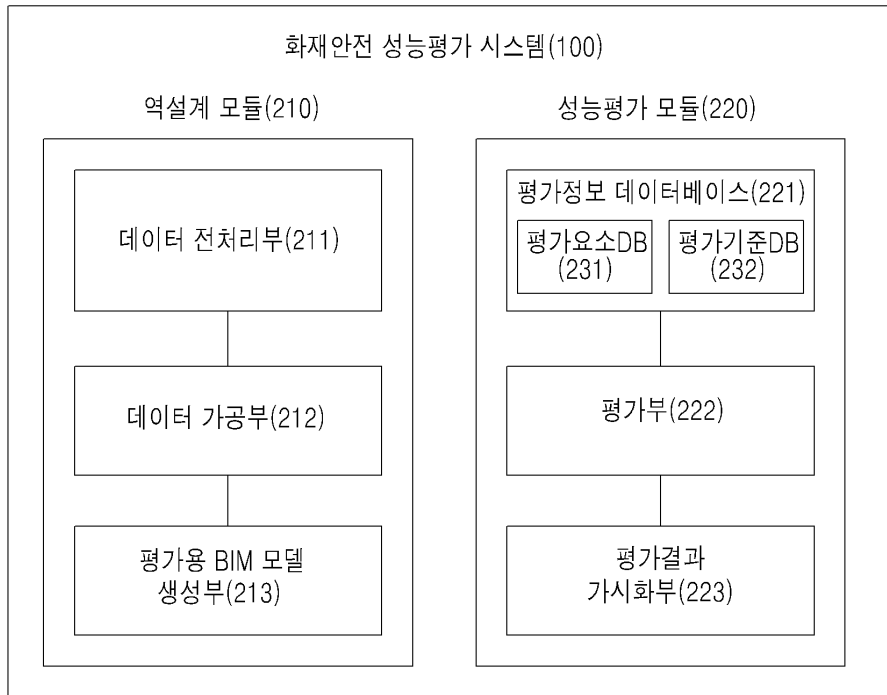 화재안전 성능평가 시스템(100)
역설계 모듈(210)
데이터 전처리부(211)
데이터 가공부(212)
평가용 BIM 모델
생성부(213)
성능평가 모듈(220)
평가정보 데이터베이스(221)
평가요소DB
(231)
평가기준DB
(232)
평가부(222)
평가결과
가시화부(223)